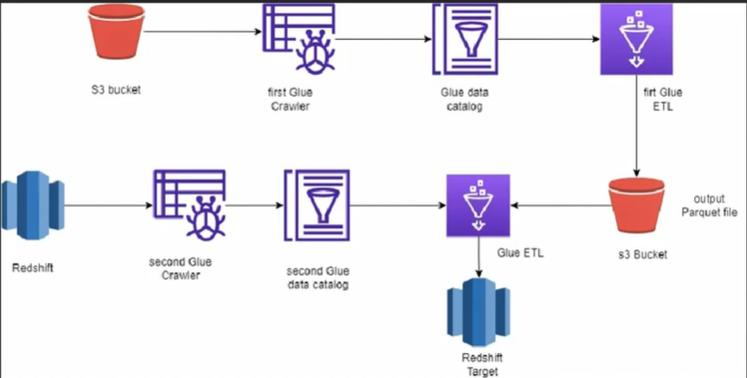 S3 bucket
first Glue
Crawler
Glue data
catalog
firt Glue
ETL
Redshift
second Glue
Crawler
second Glue
data catalog
Glue ETL
s3 Bucket
output
Parquet file
Redshift
Target